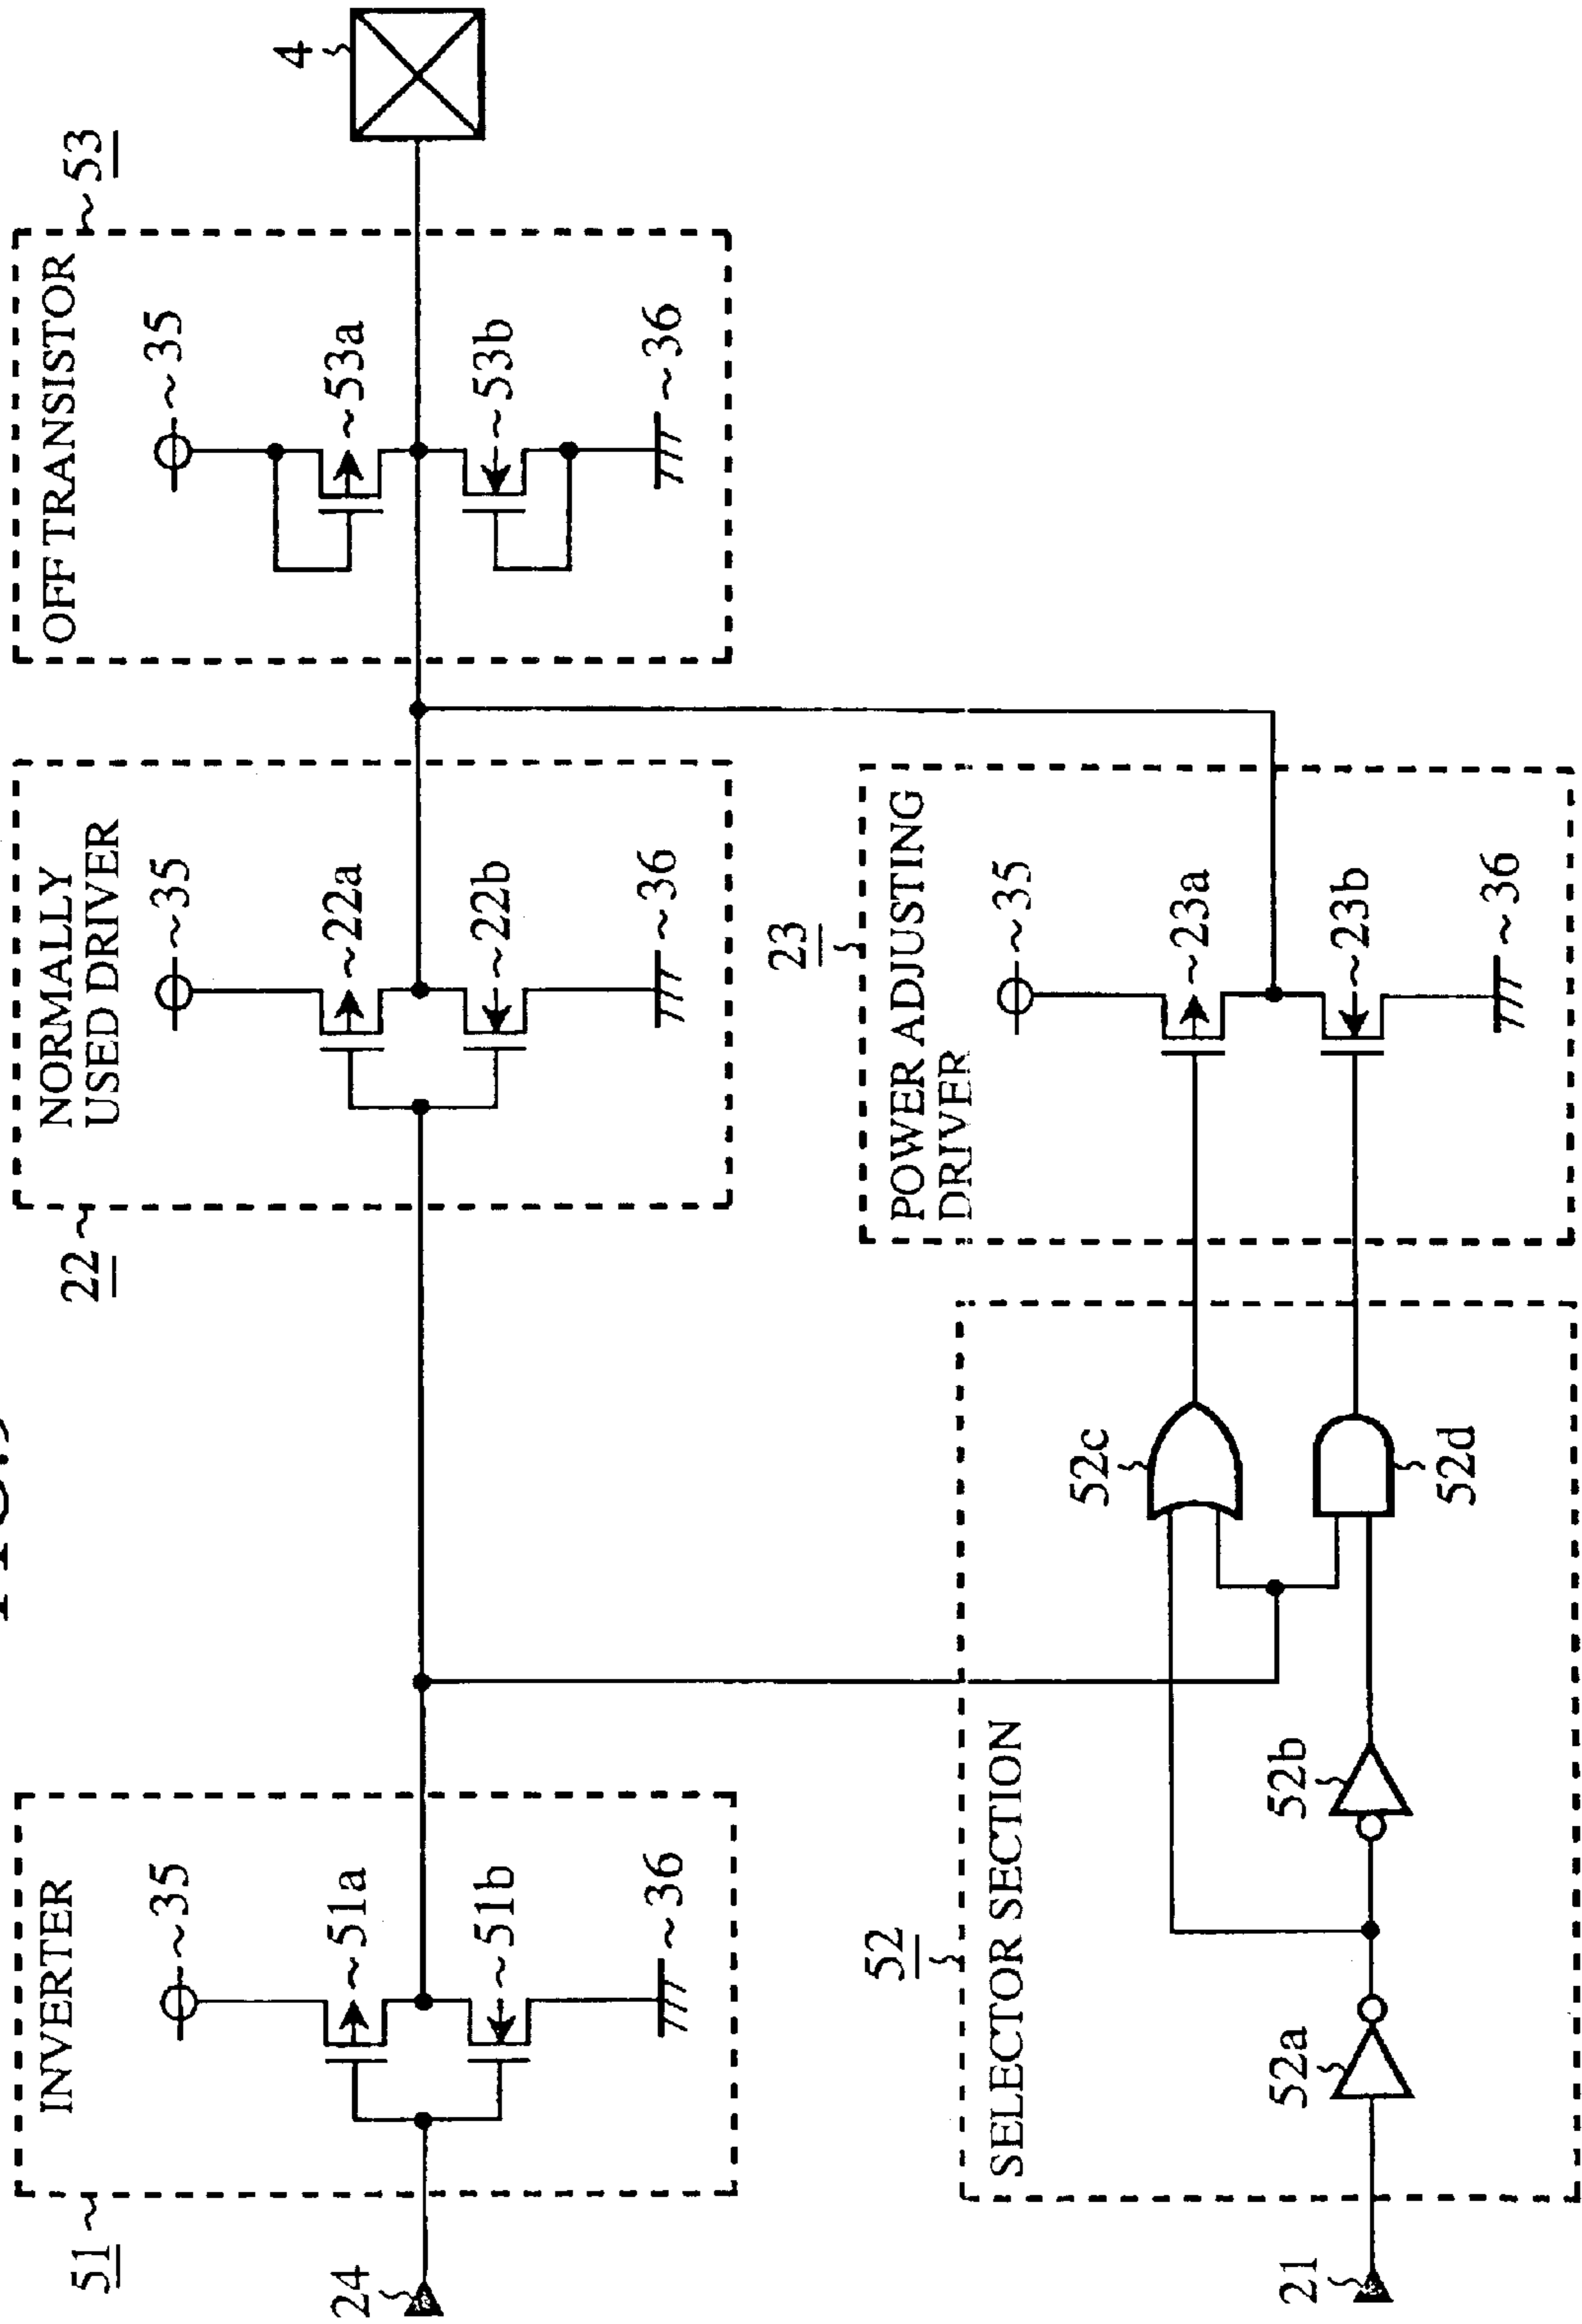 51
INVERTER
35
51a
51b
36
24
22
NORMALLY
USED DRIVER
35
22a
22b
36
OFF TRANSISTOR
53
35
53a
53b
36
4
52
SELECTOR SECTION
52a
52b
52c
52d
21
23
POWER ADJUSTING
DRIVER
35
23a
23b
36